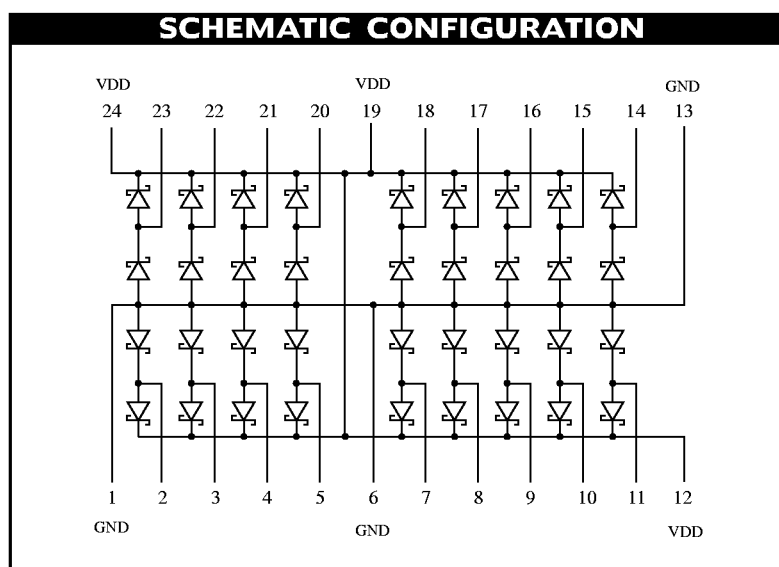 SCHEMATIC CONFIGURATION
VDD VDD GND
24 23 22 21 20 19 18 17 16 15 14 13
1 2 3 4 5 6 7 8 9 10 11 12
GND GND VDD